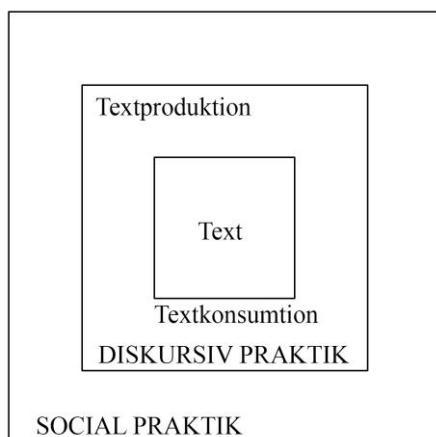 Textproduktion
Text
Textkonsumtion
DISKURSIV PRAKTIK
SOCIAL PRAKTIK